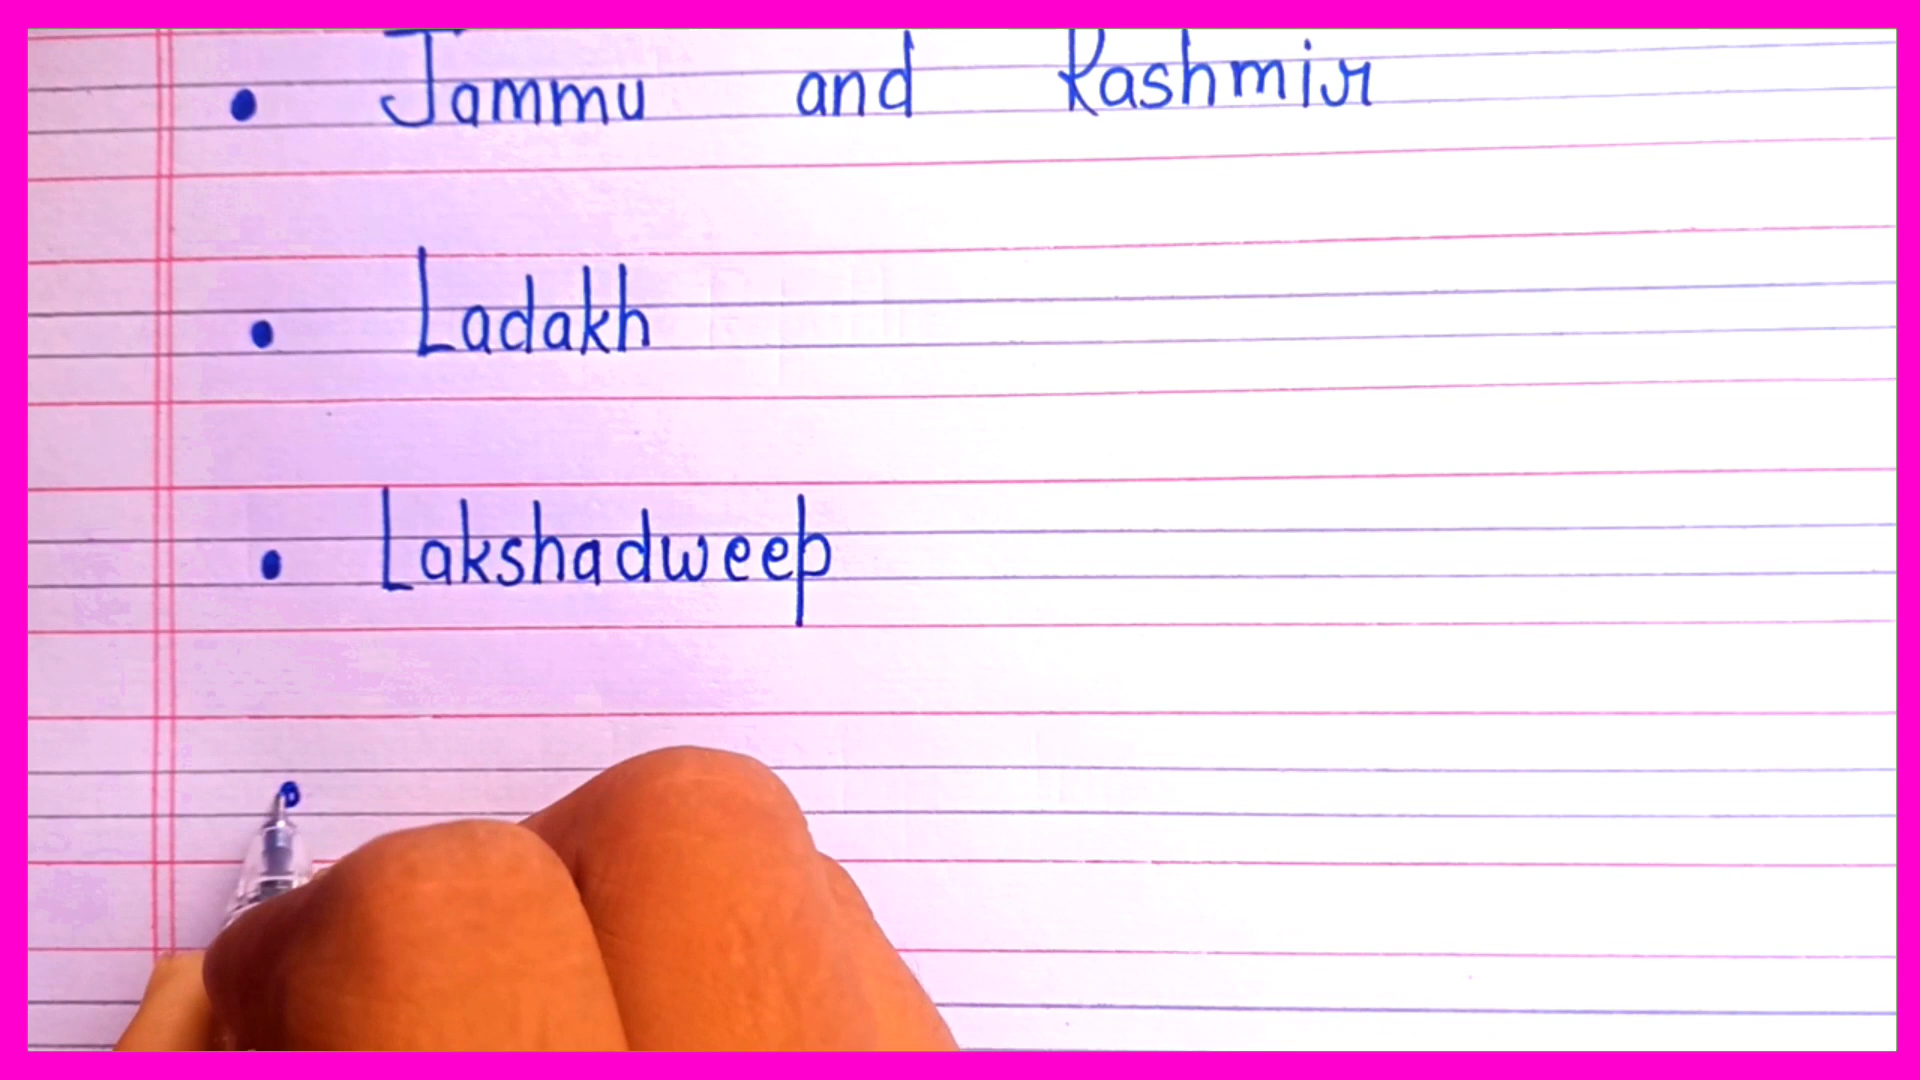 • Jammu and Kashmir
• Ladakh
• Lakshadweep
•